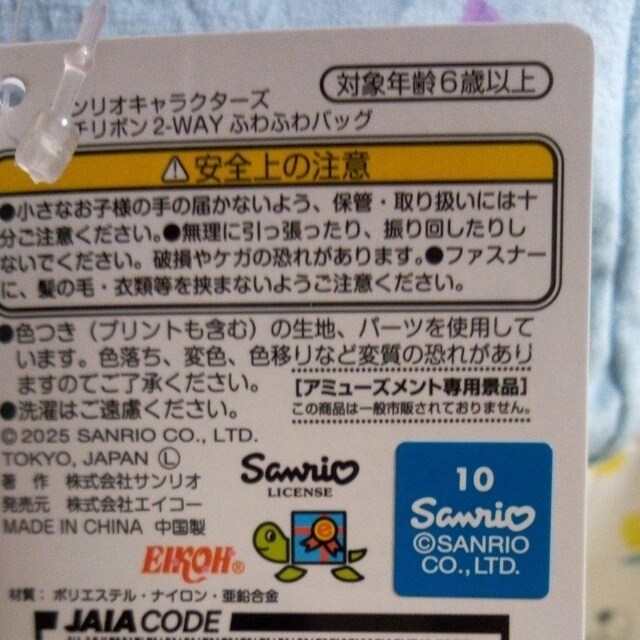 対象年齢6歳以上
ンリオキャラクターズ
チリボン2-WAY ふわふわバッグ
⚠安全上の注意
●小さなお子様の手の届かないよう、保管・取り扱いには十
分ご注意ください。●無理に引っ張ったり、振り回したりし
ないでください。破損やケガの恐れがあります。●ファスナー
に、髪の毛・衣類等を挟まないようご注意ください。
●色つき（プリントも含む）の生地、パーツを使用して
います。色落ち、変色、色移りなど変質の恐れがあり
ますのでご了承ください。
●洗濯はご遠慮ください。
【アミューズメント専用景品】
この商品は一般市販されておりません。
©2025 SANRIO CO., LTD.
TOKYO, JAPAN Ⓛ
著 作 株式会社サンリオ
発売元 株式会社エイコー
MADE IN CHINA 中国製
Sanrio
LICENSE
EIKOH®
10
Sanrio
©SANRIO
CO., LTD.
材質：ポリエステル・ナイロン・亜鉛合金
JAIA CODE